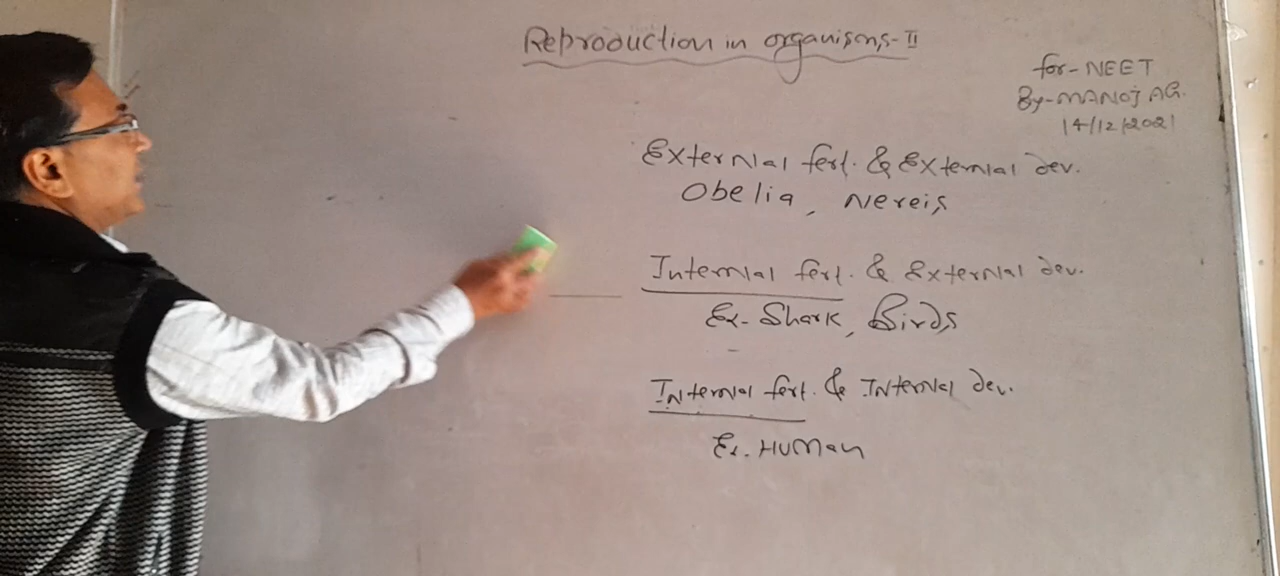 Reproduction in organisms-II
for-NEET
By-MANOJ AG.
14/12/2021
External fert. & External dev.
Obelia, Nereis
Internal fert. & External dev.
Ex- Shark, Birds
Internal fert. & Internal dev.
Ex. Human